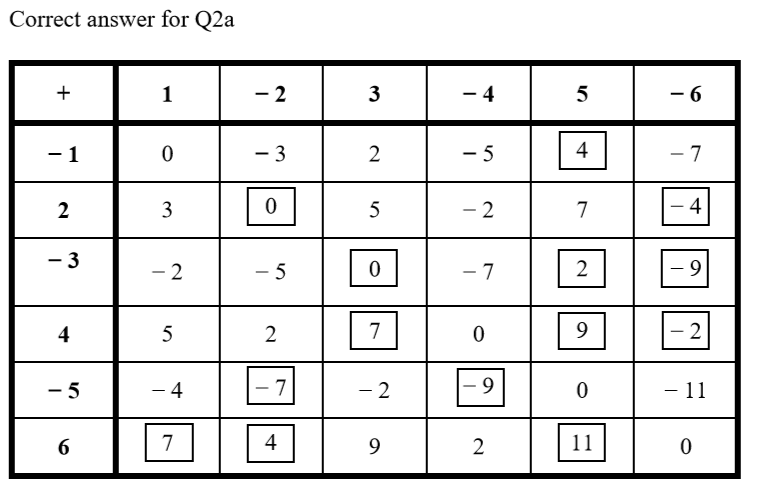 Correct answer for Q2a
+ 1 – 2 3 – 4 5 – 6
– 1 0 – 3 2 – 5 4 – 7
2 3 0 5 – 2 7 – 4
– 3 – 2 – 5 0 – 7 2 – 9
4 5 2 7 0 9 – 2
– 5 – 4 – 7 – 2 – 9 0 – 11
6 7 4 9 2 11 0